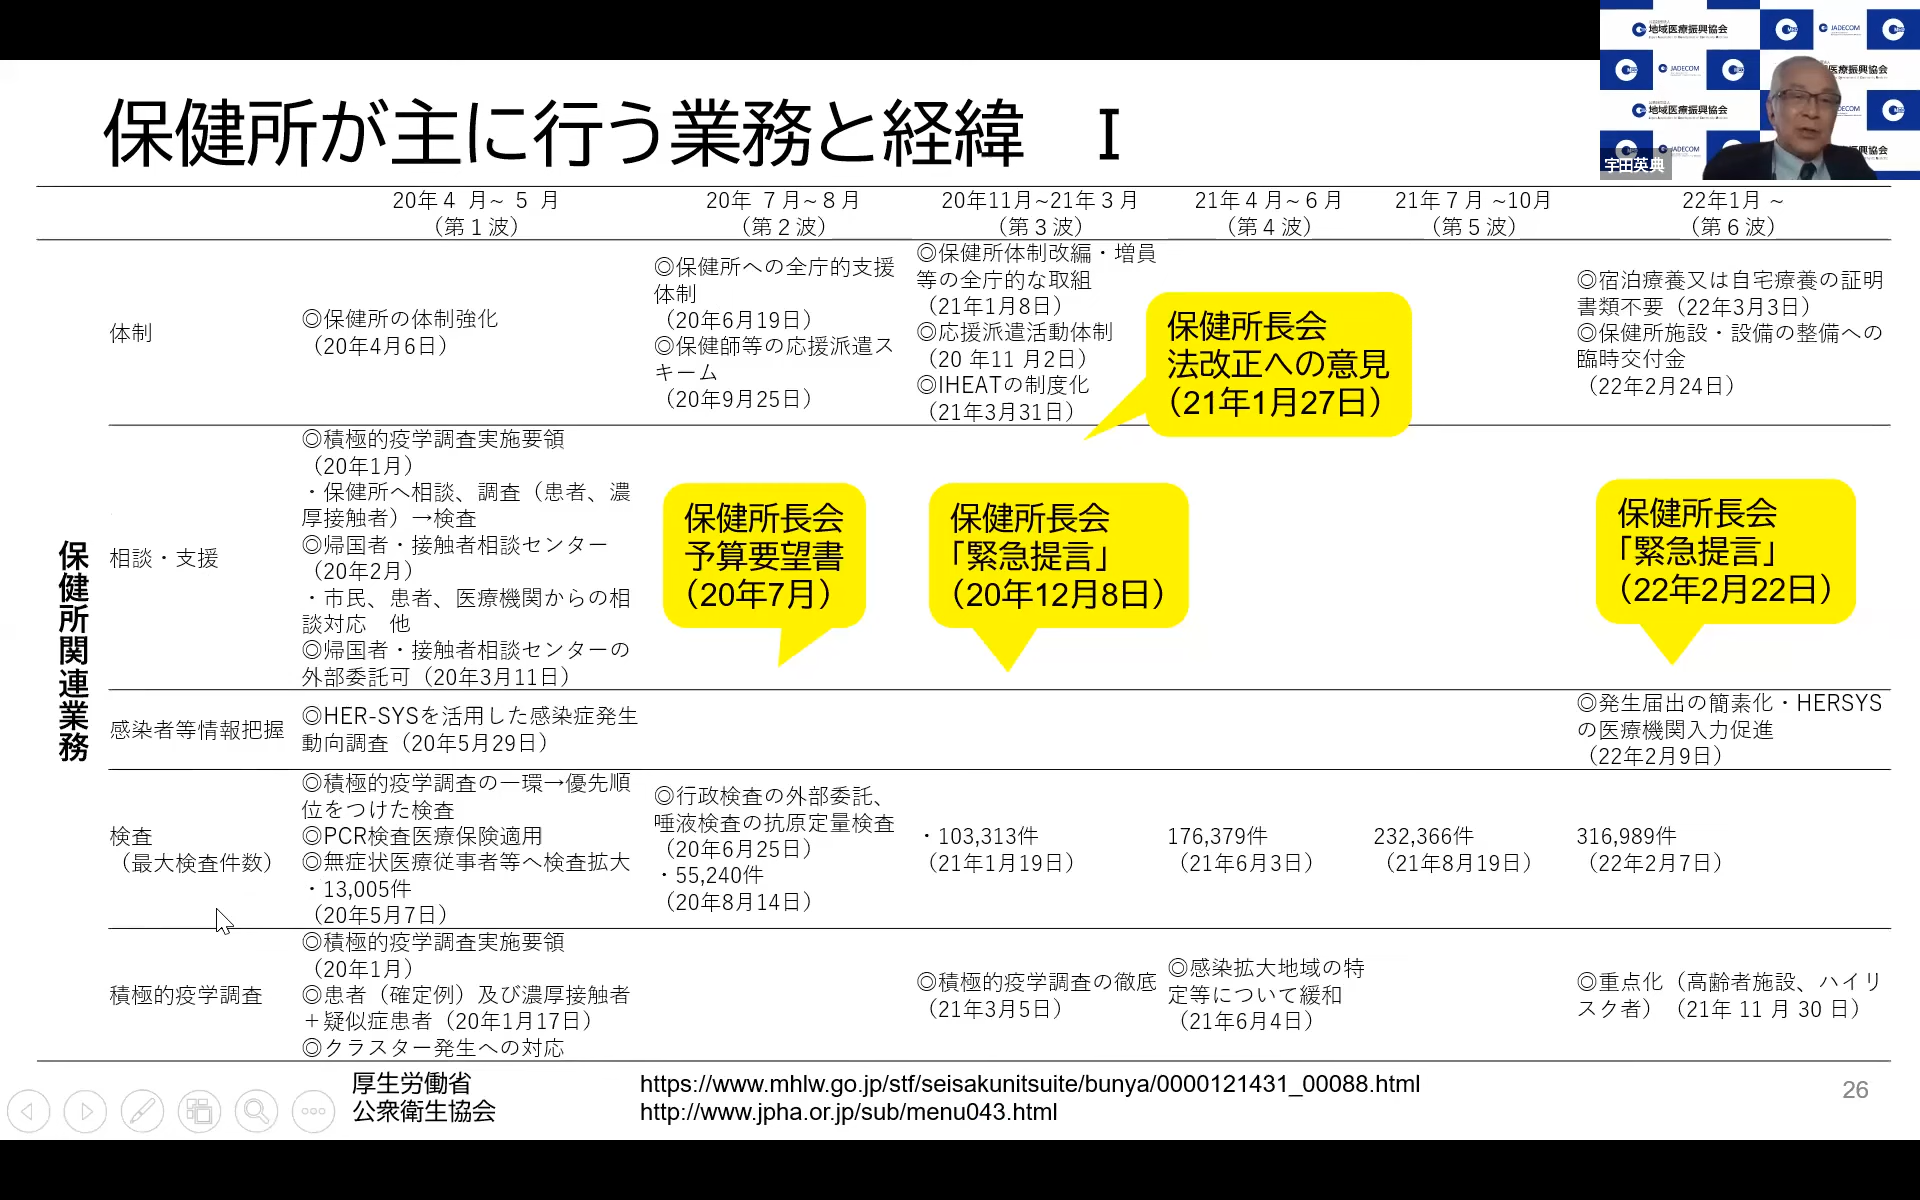 保健所が主に行う業務と経緯　Ⅰ
地域医療振興協会
JADECOM
JADECOM
医療振興協会
地域医療振興協会
JADECOM
宇田英典
20年４月~５月
（第１波）
20年 ７月~８月
（第２波）
20年11月~21年３月
（第３波）
21年４月~６月
（第４波）
21年７月 ~10月
（第５波）
22年1月 ~
（第６波）
保健所関連業務
体制
◎保健所の体制強化
（20年4月6日）
◎保健所への全庁的支援
体制
（20年6月19日）
◎保健師等の応援派遣ス
キーム
（20年9月25日）
◎保健所体制改編・増員
等の全庁的な取組
（21年1月8日）
◎応援派遣活動体制
（20 年11 月2日）
◎IHEATの制度化
（21年3月31日）
保健所長会
法改正への意見
（21年1月27日）
◎宿泊療養又は自宅療養の証明
書類不要（22年3月3日）
◎保健所施設・設備の整備への
臨時交付金
（22年2月24日）
相談・支援
◎積極的疫学調査実施要領
（20年1月）
・保健所へ相談、調査（患者、濃
厚接触者）→検査
◎帰国者・接触者相談センター
（20年2月）
・市民、患者、医療機関からの相
談対応　他
◎帰国者・接触者相談センターの
外部委託可（20年3月11日）
保健所長会
予算要望書
（20年7月）
保健所長会
「緊急提言」
（20年12月8日）
保健所長会
「緊急提言」
（22年2月22日）
感染者等情報把握
◎HER-SYSを活用した感染症発生
動向調査（20年5月29日）
◎発生届出の簡素化・HERSYS
の医療機関入力促進
（22年2月9日）
検査
（最大検査件数）
◎積極的疫学調査の一環→優先順
位をつけた検査
◎PCR検査医療保険適用
◎無症状医療従事者等へ検査拡大
・13,005件
（20年5月7日）
◎行政検査の外部委託、
唾液検査の抗原定量検査
（20年6月25日）
・55,240件
（20年8月14日）
・103,313件
（21年1月19日）
176,379件
（21年6月3日）
232,366件
（21年8月19日）
316,989件
（22年2月7日）
積極的疫学調査
◎積極的疫学調査実施要領
（20年1月）
◎患者（確定例）及び濃厚接触者
＋疑似症患者（20年1月17日）
◎クラスター発生への対応
◎積極的疫学調査の徹底
（21年3月5日）
◎感染拡大地域の特
定等について緩和
（21年6月4日）
◎重点化（高齢者施設、ハイリ
スク者）（21年 11 月 30 日）
厚生労働省
https://www.mhlw.go.jp/stf/seisakunitsuite/bunya/0000121431_00088.html
公衆衛生協会
http://www.jpha.or.jp/sub/menu043.html
26